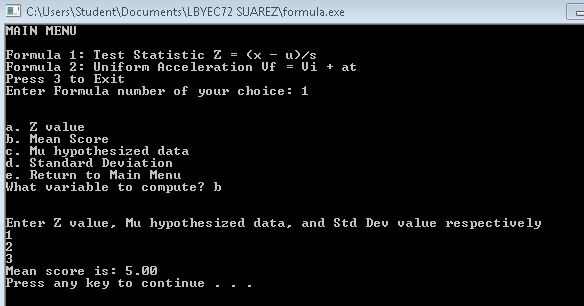 C:\Users\Student\Documents\LBYEC72 SUAREZ\formula.exe
MAIN MENU
Formula 1: Test Statistic Z = (x - u)/s
Formula 2: Uniform Acceleration Vf = Vi + at
Press 3 to Exit
Enter Formula number of your choice: 1
a. Z value
b. Mean Score
c. Mu hypothesized data
d. Standard Deviation
e. Return to Main Menu
What variable to compute? b
Enter Z value, Mu hypothesized data, and Std Dev value respectively
1
2
3
Mean score is: 5.00
Press any key to continue . . .